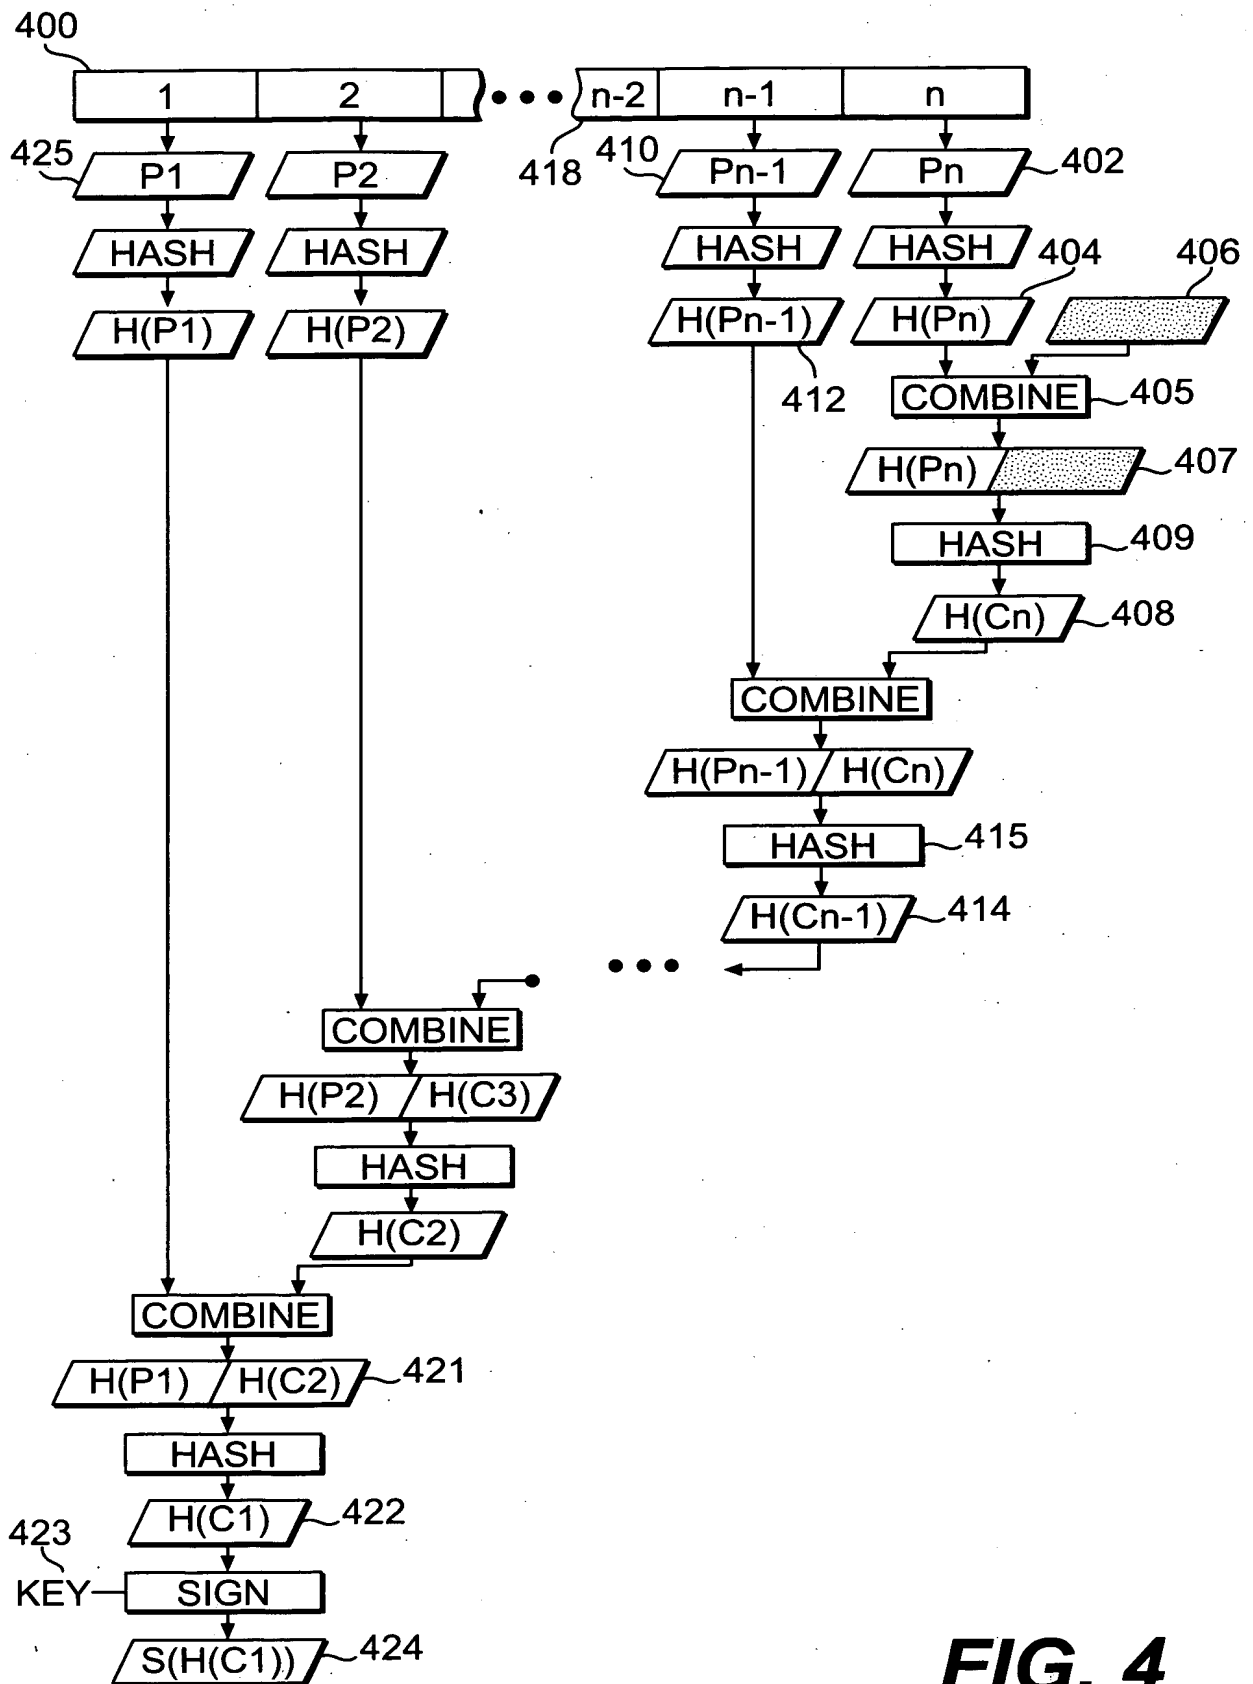 400
1 2 n-2 n-1 n
425 418 410 402
P1 P2 Pn-1 Pn
HASH HASH HASH HASH
404 406
H(P1) H(P2) H(Pn-1) H(Pn)
412
COMBINE 405
H(Pn) 407
HASH 409
H(Cn) 408
COMBINE
H(Pn-1) H(Cn)
HASH 415
H(Cn-1) 414
COMBINE
H(P2) H(C3)
HASH
H(C2)
COMBINE
H(P1) H(C2) 421
HASH
H(C1) 422
423
KEY SIGN
S(H(C1)) 424
FIG. 4